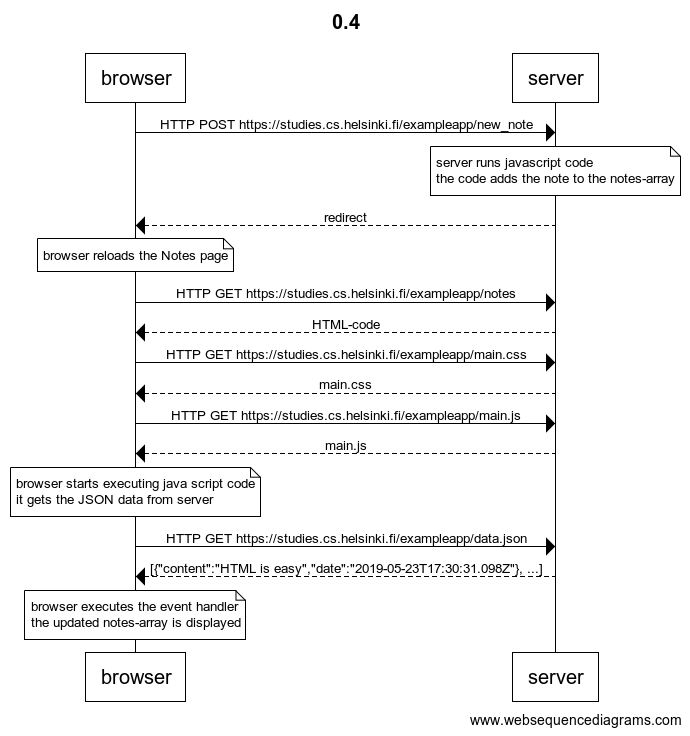 0.4
browser
server
HTTP POST https://studies.cs.helsinki.fi/exampleapp/new_note
server runs javascript code
the code adds the note to the notes-array
redirect
browser reloads the Notes page
HTTP GET https://studies.cs.helsinki.fi/exampleapp/notes
HTML-code
HTTP GET https://studies.cs.helsinki.fi/exampleapp/main.css
main.css
HTTP GET https://studies.cs.helsinki.fi/exampleapp/main.js
main.js
browser starts executing java script code
it gets the JSON data from server
HTTP GET https://studies.cs.helsinki.fi/exampleapp/data.json
[{"content":"HTML is easy","date":"2019-05-23T17:30:31.098Z"}, ...]
browser executes the event handler
the updated notes-array is displayed
browser
server
www.websequencediagrams.com